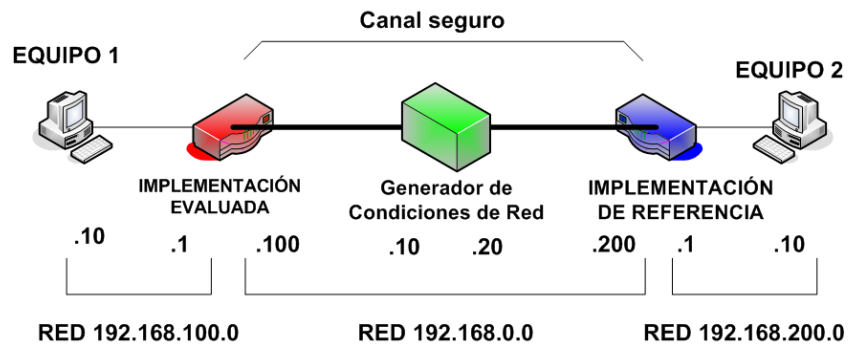 Canal seguro
EQUIPO 1
EQUIPO 2
IMPLEMENTACIÓN
EVALUADA
Generador de
Condiciones de Red
IMPLEMENTACIÓN
DE REFERENCIA
.10
.1
.100
.10
.20
.200
.1
.10
RED 192.168.100.0
RED 192.168.0.0
RED 192.168.200.0